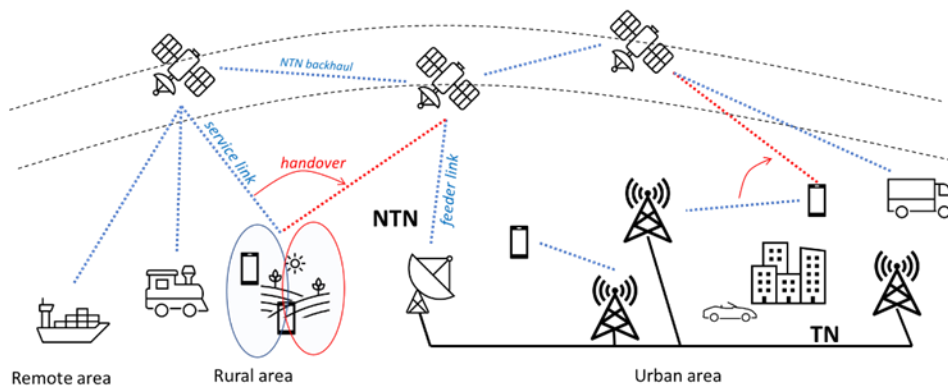 NTN backhaul
service link
handover
feeder link
NTN
TN
Remote area
Rural area
Urban area